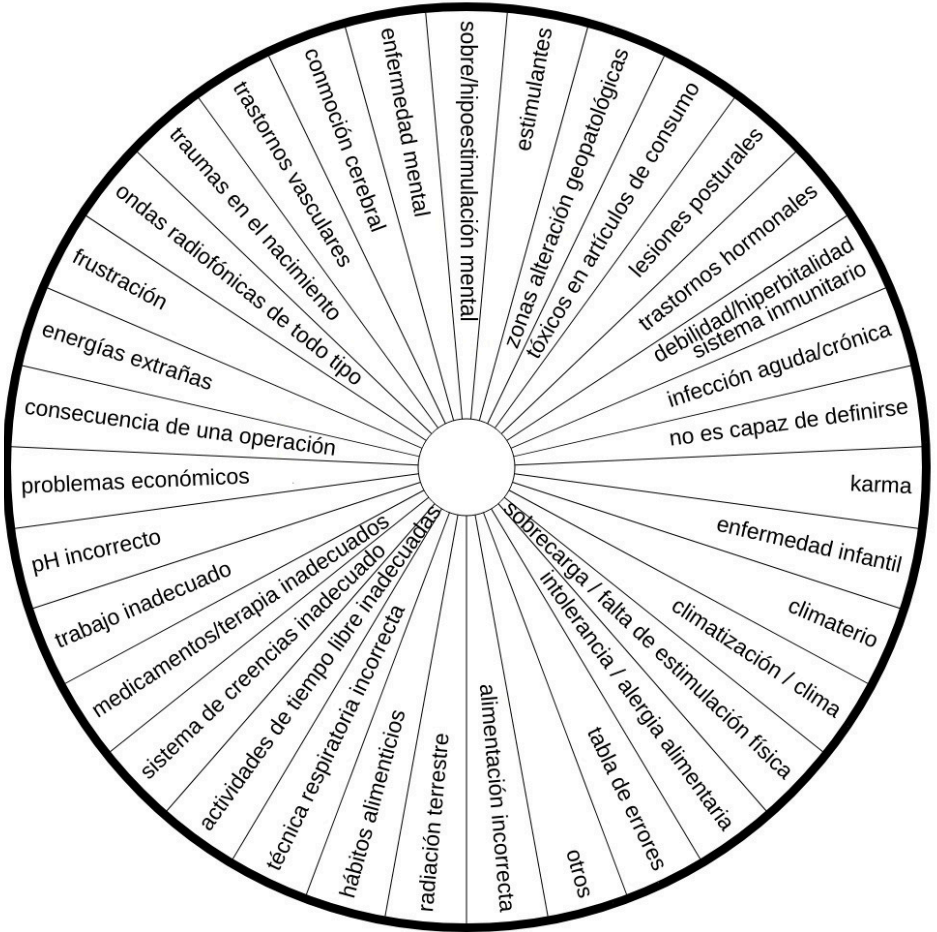 sobre/hipoestimulación mental
estimulantes
zonas alteración geopatológicas
tóxicos en artículos de consumo
lesiones posturales
trastornos hormonales
debilidad/hiperbitalidad
sistema inmunitario
infección aguda/crónica
no es capaz de definirse
karma
enfermedad infantil
climaterio
climatización / clima
sobrecarga / falta de estimulación física
intolerancia / alergia alimentaria
tabla de errores
otros
alimentación incorrecta
radiación terrestre
hábitos alimenticios
técnica respiratoria incorrecta
actividades de tiempo libre inadecuadas
sistema de creencias inadecuado
medicamentos/terapia inadecuados
trabajo inadecuado
pH incorrecto
problemas económicos
consecuencia de una operación
energías extrañas
frustración
ondas radiofónicas de todo tipo
traumas en el nacimiento
trastornos vasculares
conmoción cerebral
enfermedad mental